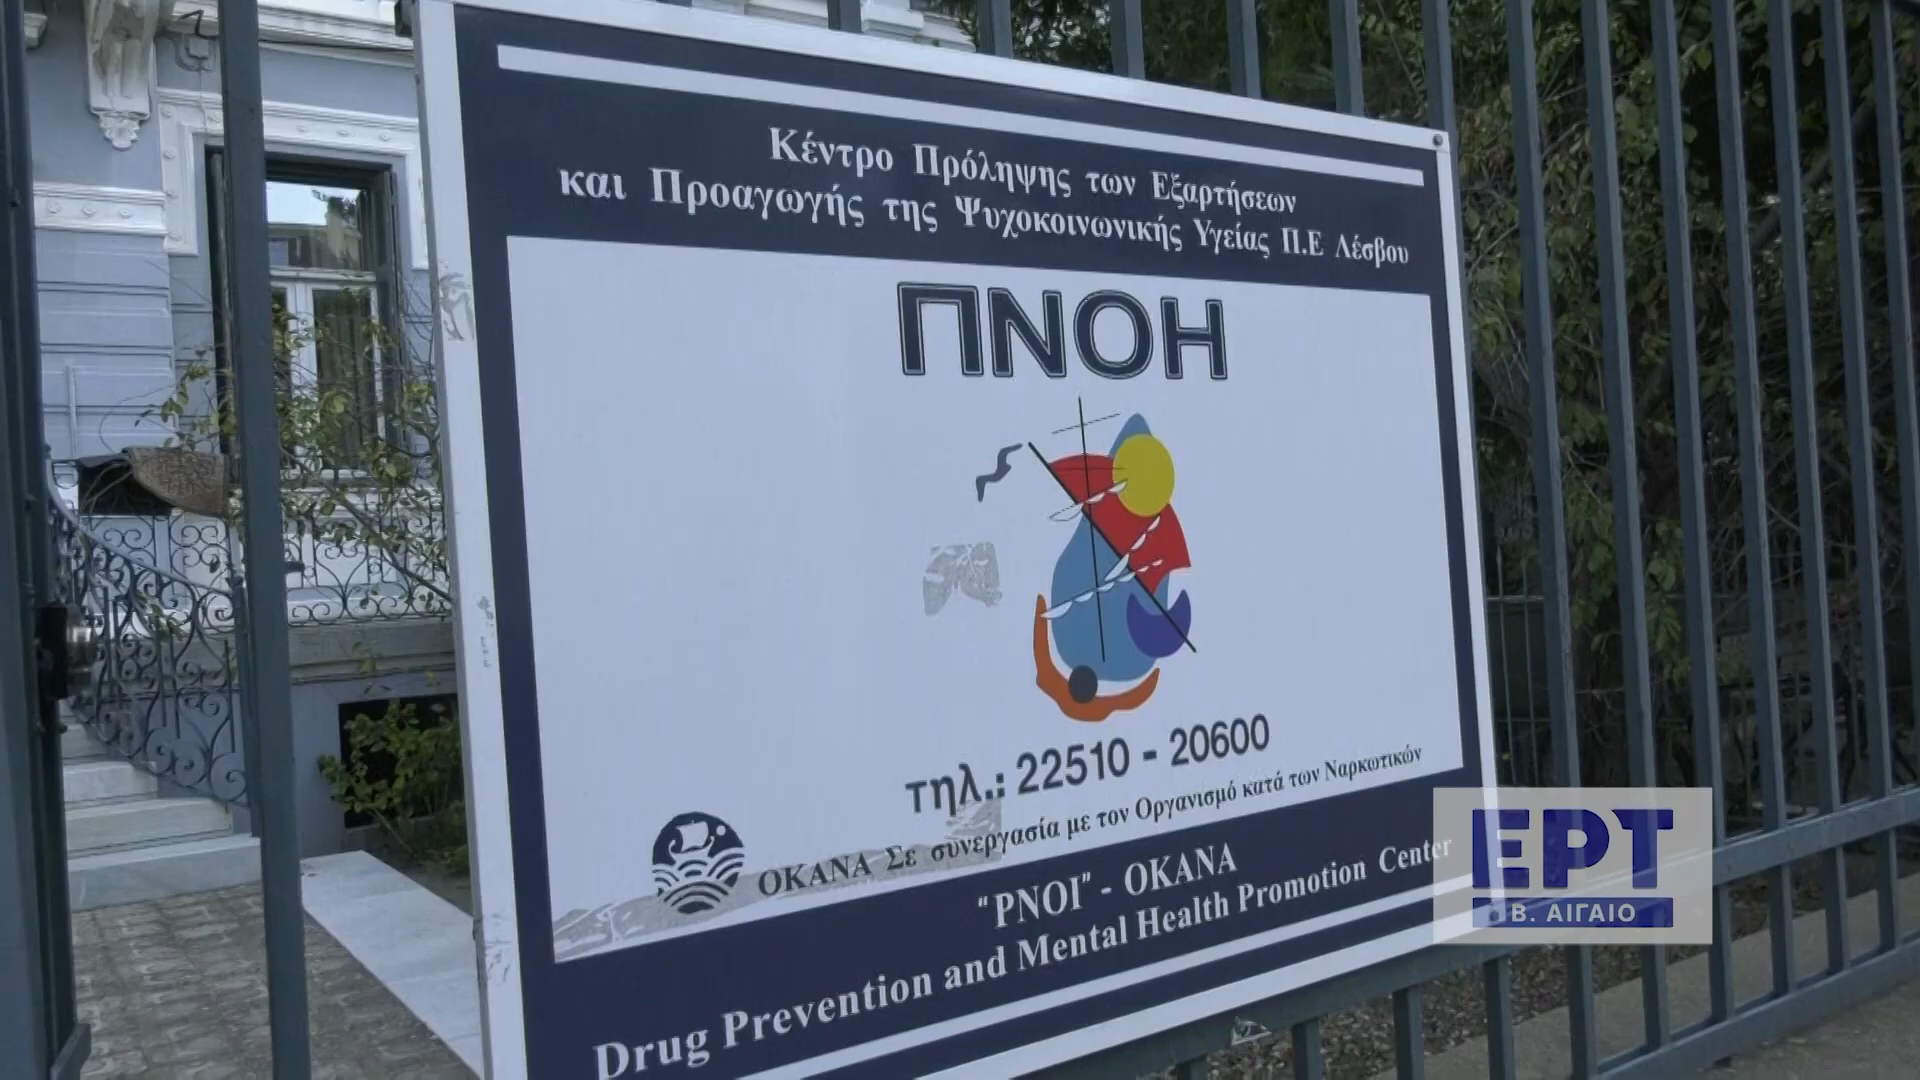 Κέντρο Πρόληψης των Εξαρτήσεων
και Προαγωγής της Ψυχοκοινωνικής Υγείας Π.Ε Λέσβου
ΠΝΟΗ
τηλ.: 22510 - 20600
ΟΚΑΝΑ Σε συνεργασία με τον Οργανισμό κατά των Ναρκωτικών
"PNOI" - OKANA
Drug Prevention and Mental Health Promotion Center
ΕΡΤ
Β. ΑΙΓΑΙΟ